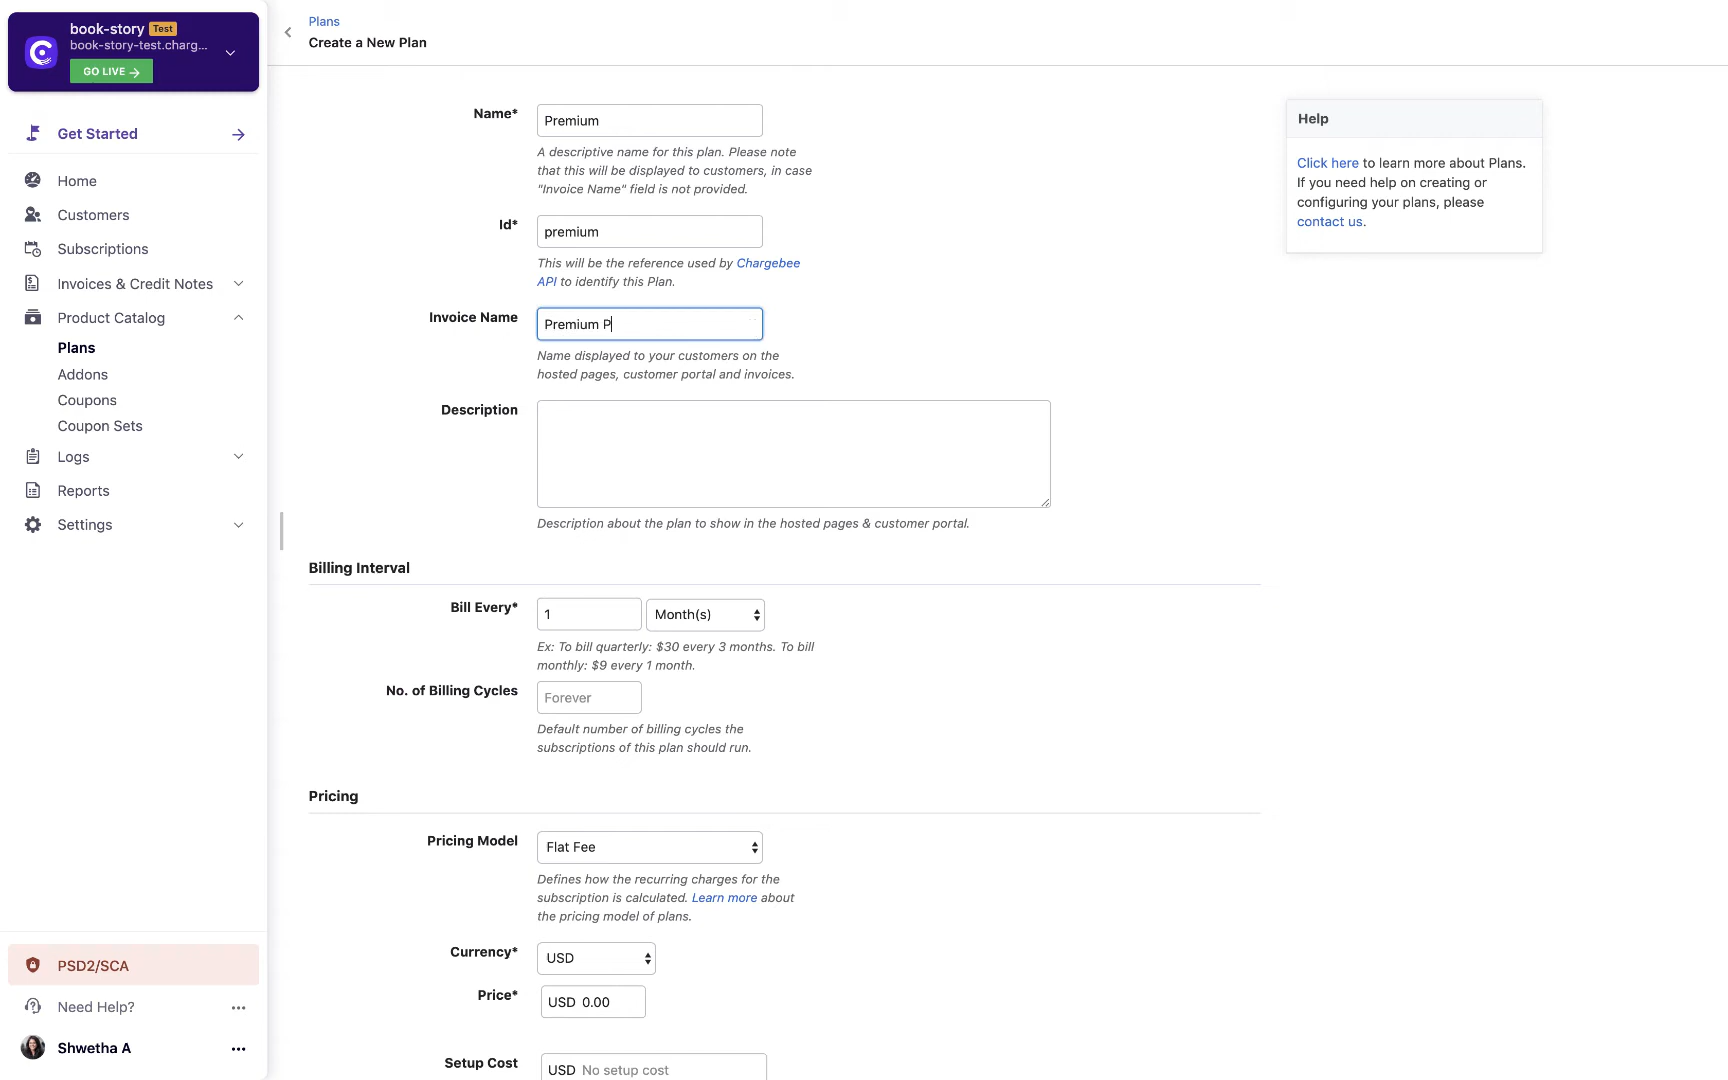 book-story Test
book-story-test.charg...
GO LIVE
Get Started
Home
Customers
Subscriptions
Invoices & Credit Notes
Product Catalog
Plans
Addons
Coupons
Coupon Sets
Logs
Reports
Settings
PSD2/SCA
Need Help?
Shwetha A
Plans
Create a New Plan
Name*
Premium
A descriptive name for this plan. Please note
that this will be displayed to customers, in case
"Invoice Name" field is not provided.
Id*
premium
This will be the reference used by Chargebee
API to identify this Plan.
Invoice Name
Premium P
Name displayed to your customers on the
hosted pages, customer portal and invoices.
Description
Description about the plan to show in the hosted pages & customer portal.
Billing Interval
Bill Every*
1 Month(s)
Ex: To bill quarterly: $30 every 3 months. To bill
monthly: $9 every 1 month.
No. of Billing Cycles
Forever
Default number of billing cycles the
subscriptions of this plan should run.
Pricing
Pricing Model
Flat Fee
Defines how the recurring charges for the
subscription is calculated. Learn more about
the pricing model of plans.
Currency*
USD
Price*
USD 0.00
Setup Cost
USD No setup cost
Help
Click here to learn more about Plans.
If you need help on creating or
configuring your plans, please
contact us.